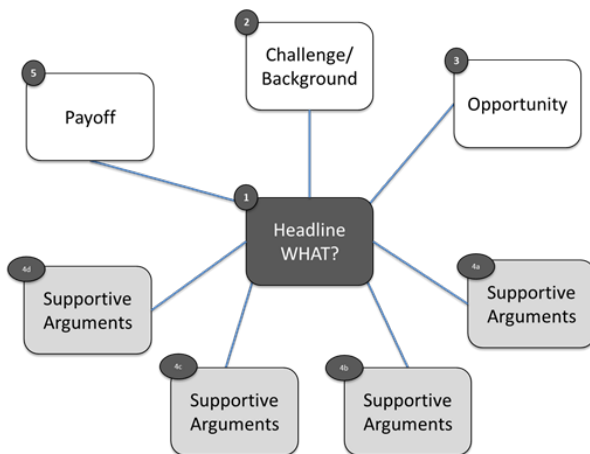 1
Headline
WHAT?
2
Challenge/
Background
3
Opportunity
4a
Supportive
Arguments
4b
Supportive
Arguments
4c
Supportive
Arguments
4d
Supportive
Arguments
5
Payoff